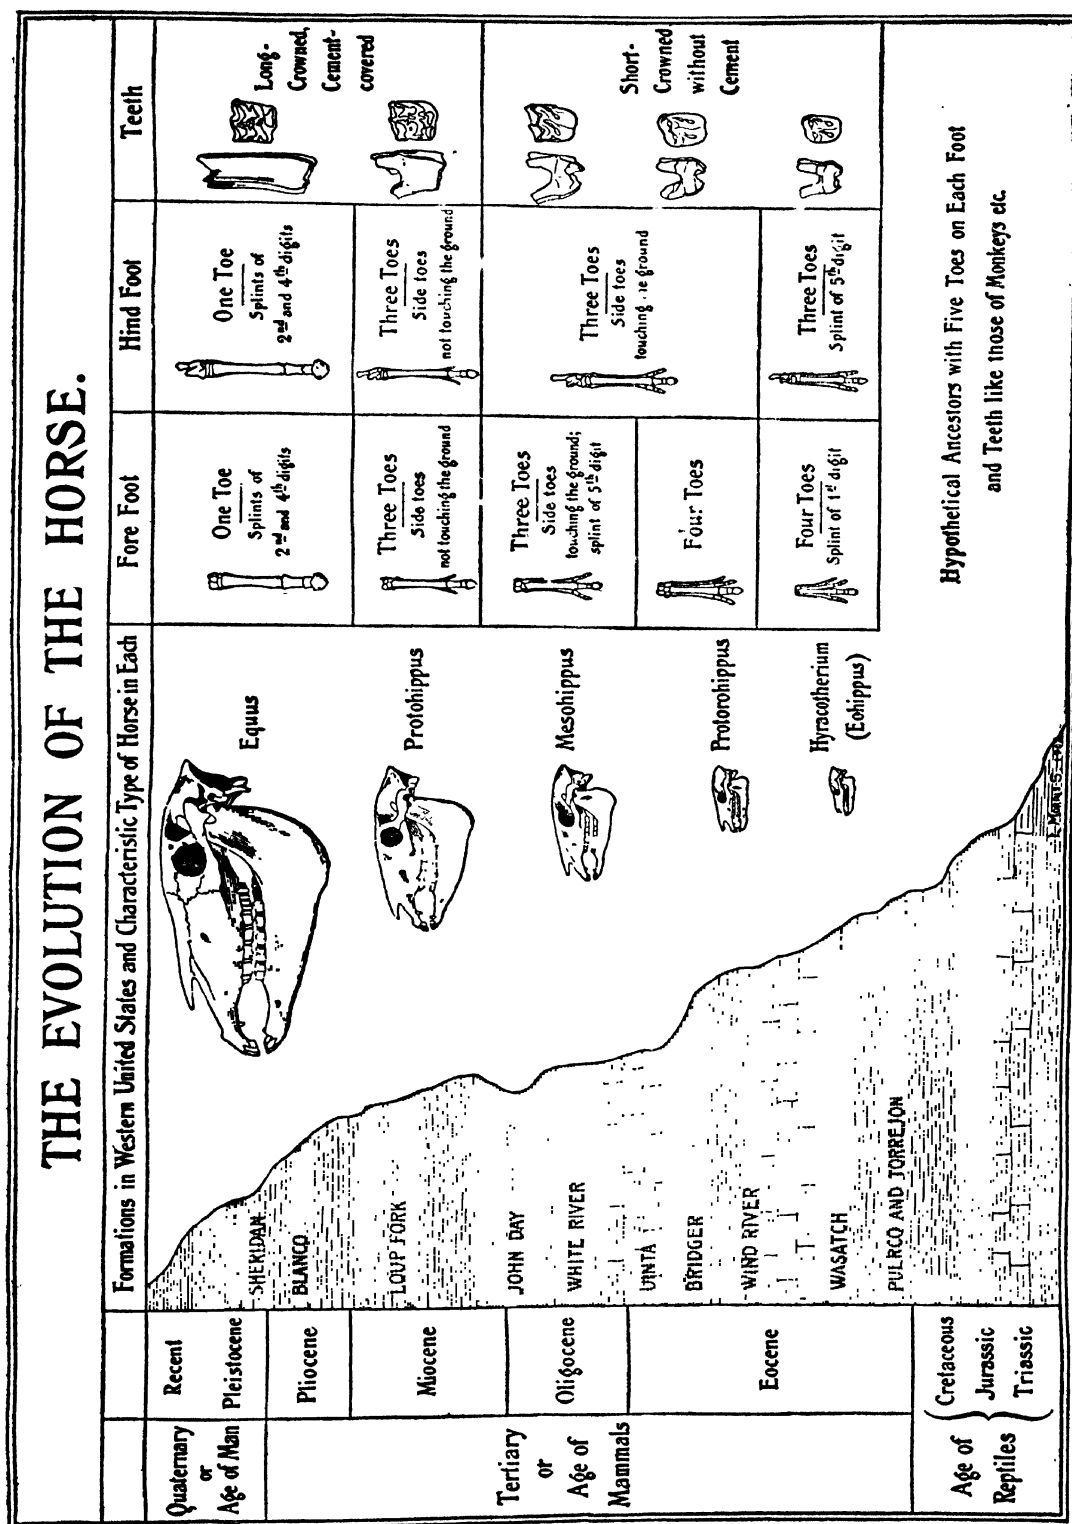 THE EVOLUTION OF THE HORSE.
Formations in Western United States and Characteristic Type of Horse in Each
Fore Foot
Hind Foot
Teeth
Quaternary
or
Age of Man
Recent
Pleistocene
SHERIDAN
Equus
One Toe
Splints of
2nd and 4th digits
One Toe
Splints of
2nd and 4th digits
Long-
Crowned,
Cement-
covered
Tertiary
or
Age of
Mammals
Pliocene
BLANCO
Miocene
LOUP FORK
Protohippus
Three Toes
Side toes
not touching the ground
Three Toes
Side toes
not touching the ground
Oligocene
JOHN DAY
WHITE RIVER
Mesohippus
Three Toes
Side toes
touching the ground;
splint of 5th digit
Three Toes
Side toes
touching ground
Short-
Crowned
without
Cement
Eocene
UINTA
BRIDGER
WIND RIVER
Protorohippus
Four Toes
WASATCH
Hyracotherium
(Eohippus)
Four Toes
Splint of 1st digit
Three Toes
Splint of 5th digit
PUERCO AND TORREJON
Age of
Reptiles
Cretaceous
Jurassic
Triassic
Hypothetical Ancestors with Five Toes on Each Foot
and Teeth like those of Monkeys etc.